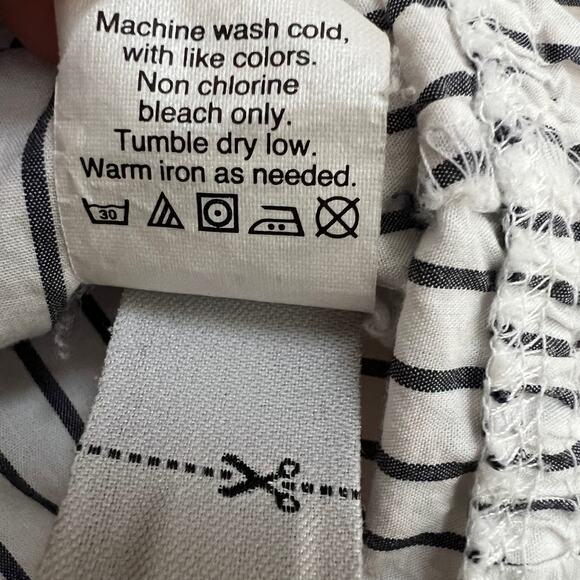 Machine wash cold,
with like colors.
Non chlorine
bleach only.
Tumble dry low.
Warm iron as needed.
30